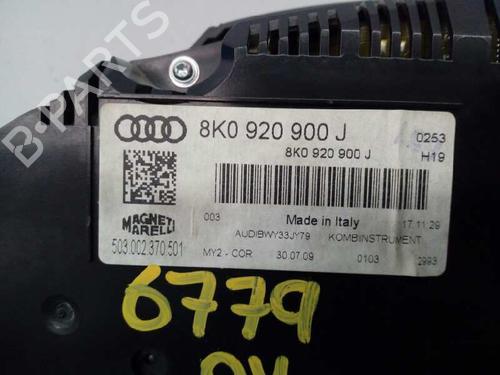 B-PARTS
8K0 920 900 J
0253
8K0 920 900 J
H19
MAGNETI
MARELLI
503.002.370.501
003
Made in Italy
17:11:29
AUDIBWY33JY79 KOMBIINSTRUMENT
MY2 - COR 30.07.09 0103 2993
6779